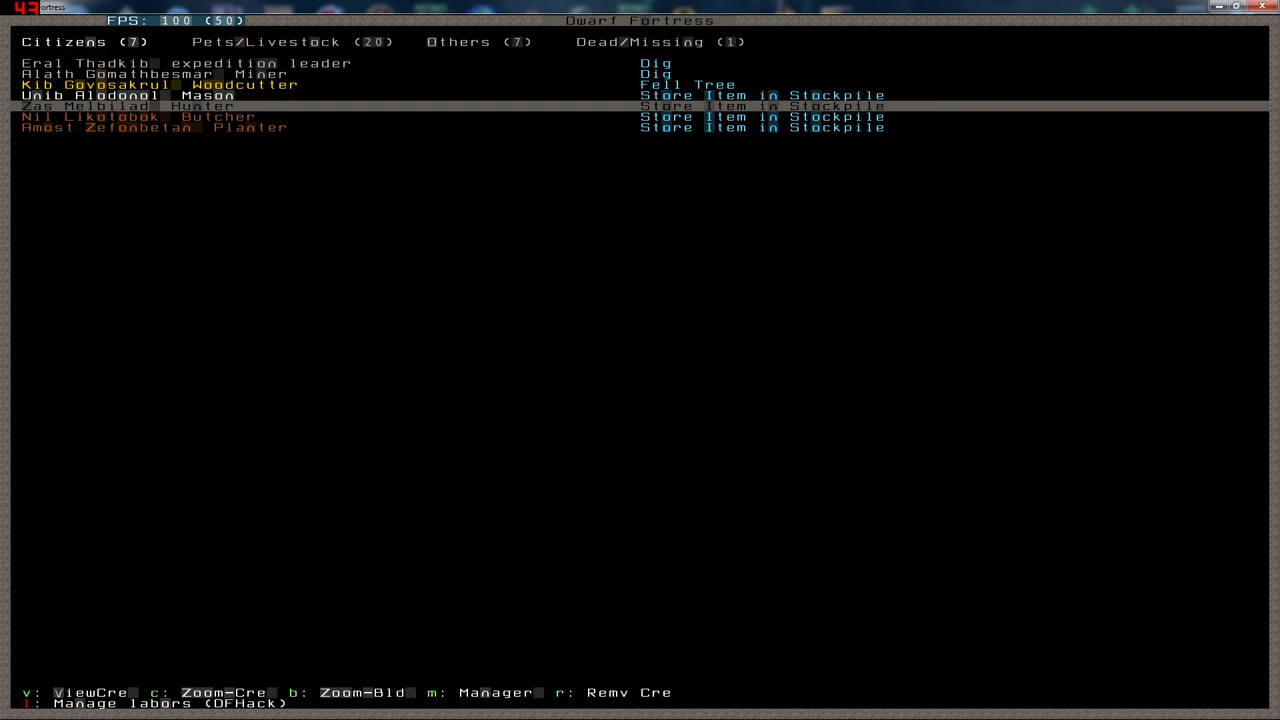 43 ortress
FPS: 100 (50) Dwarf Fortress
Citizens (7) Pets/Livestock (20) Others (7) Dead/Missing (1)
Eral Thadkib expedition leader Dig
Alath Gomathbesmar Miner Dig
Kib Govosakrul Woodcutter Fell Tree
Unib Alodonol Mason Store Item in Stockpile
Zas Melbilad Hunter Store Item in Stockpile
Nil Likotobok Butcher Store Item in Stockpile
Amost Zefonbetan Planter Store Item in Stockpile
v: ViewCre c: Zoom-Cre b: Zoom-Bld m: Manager r: Remv Cre
l: Manage labors (DFHack)